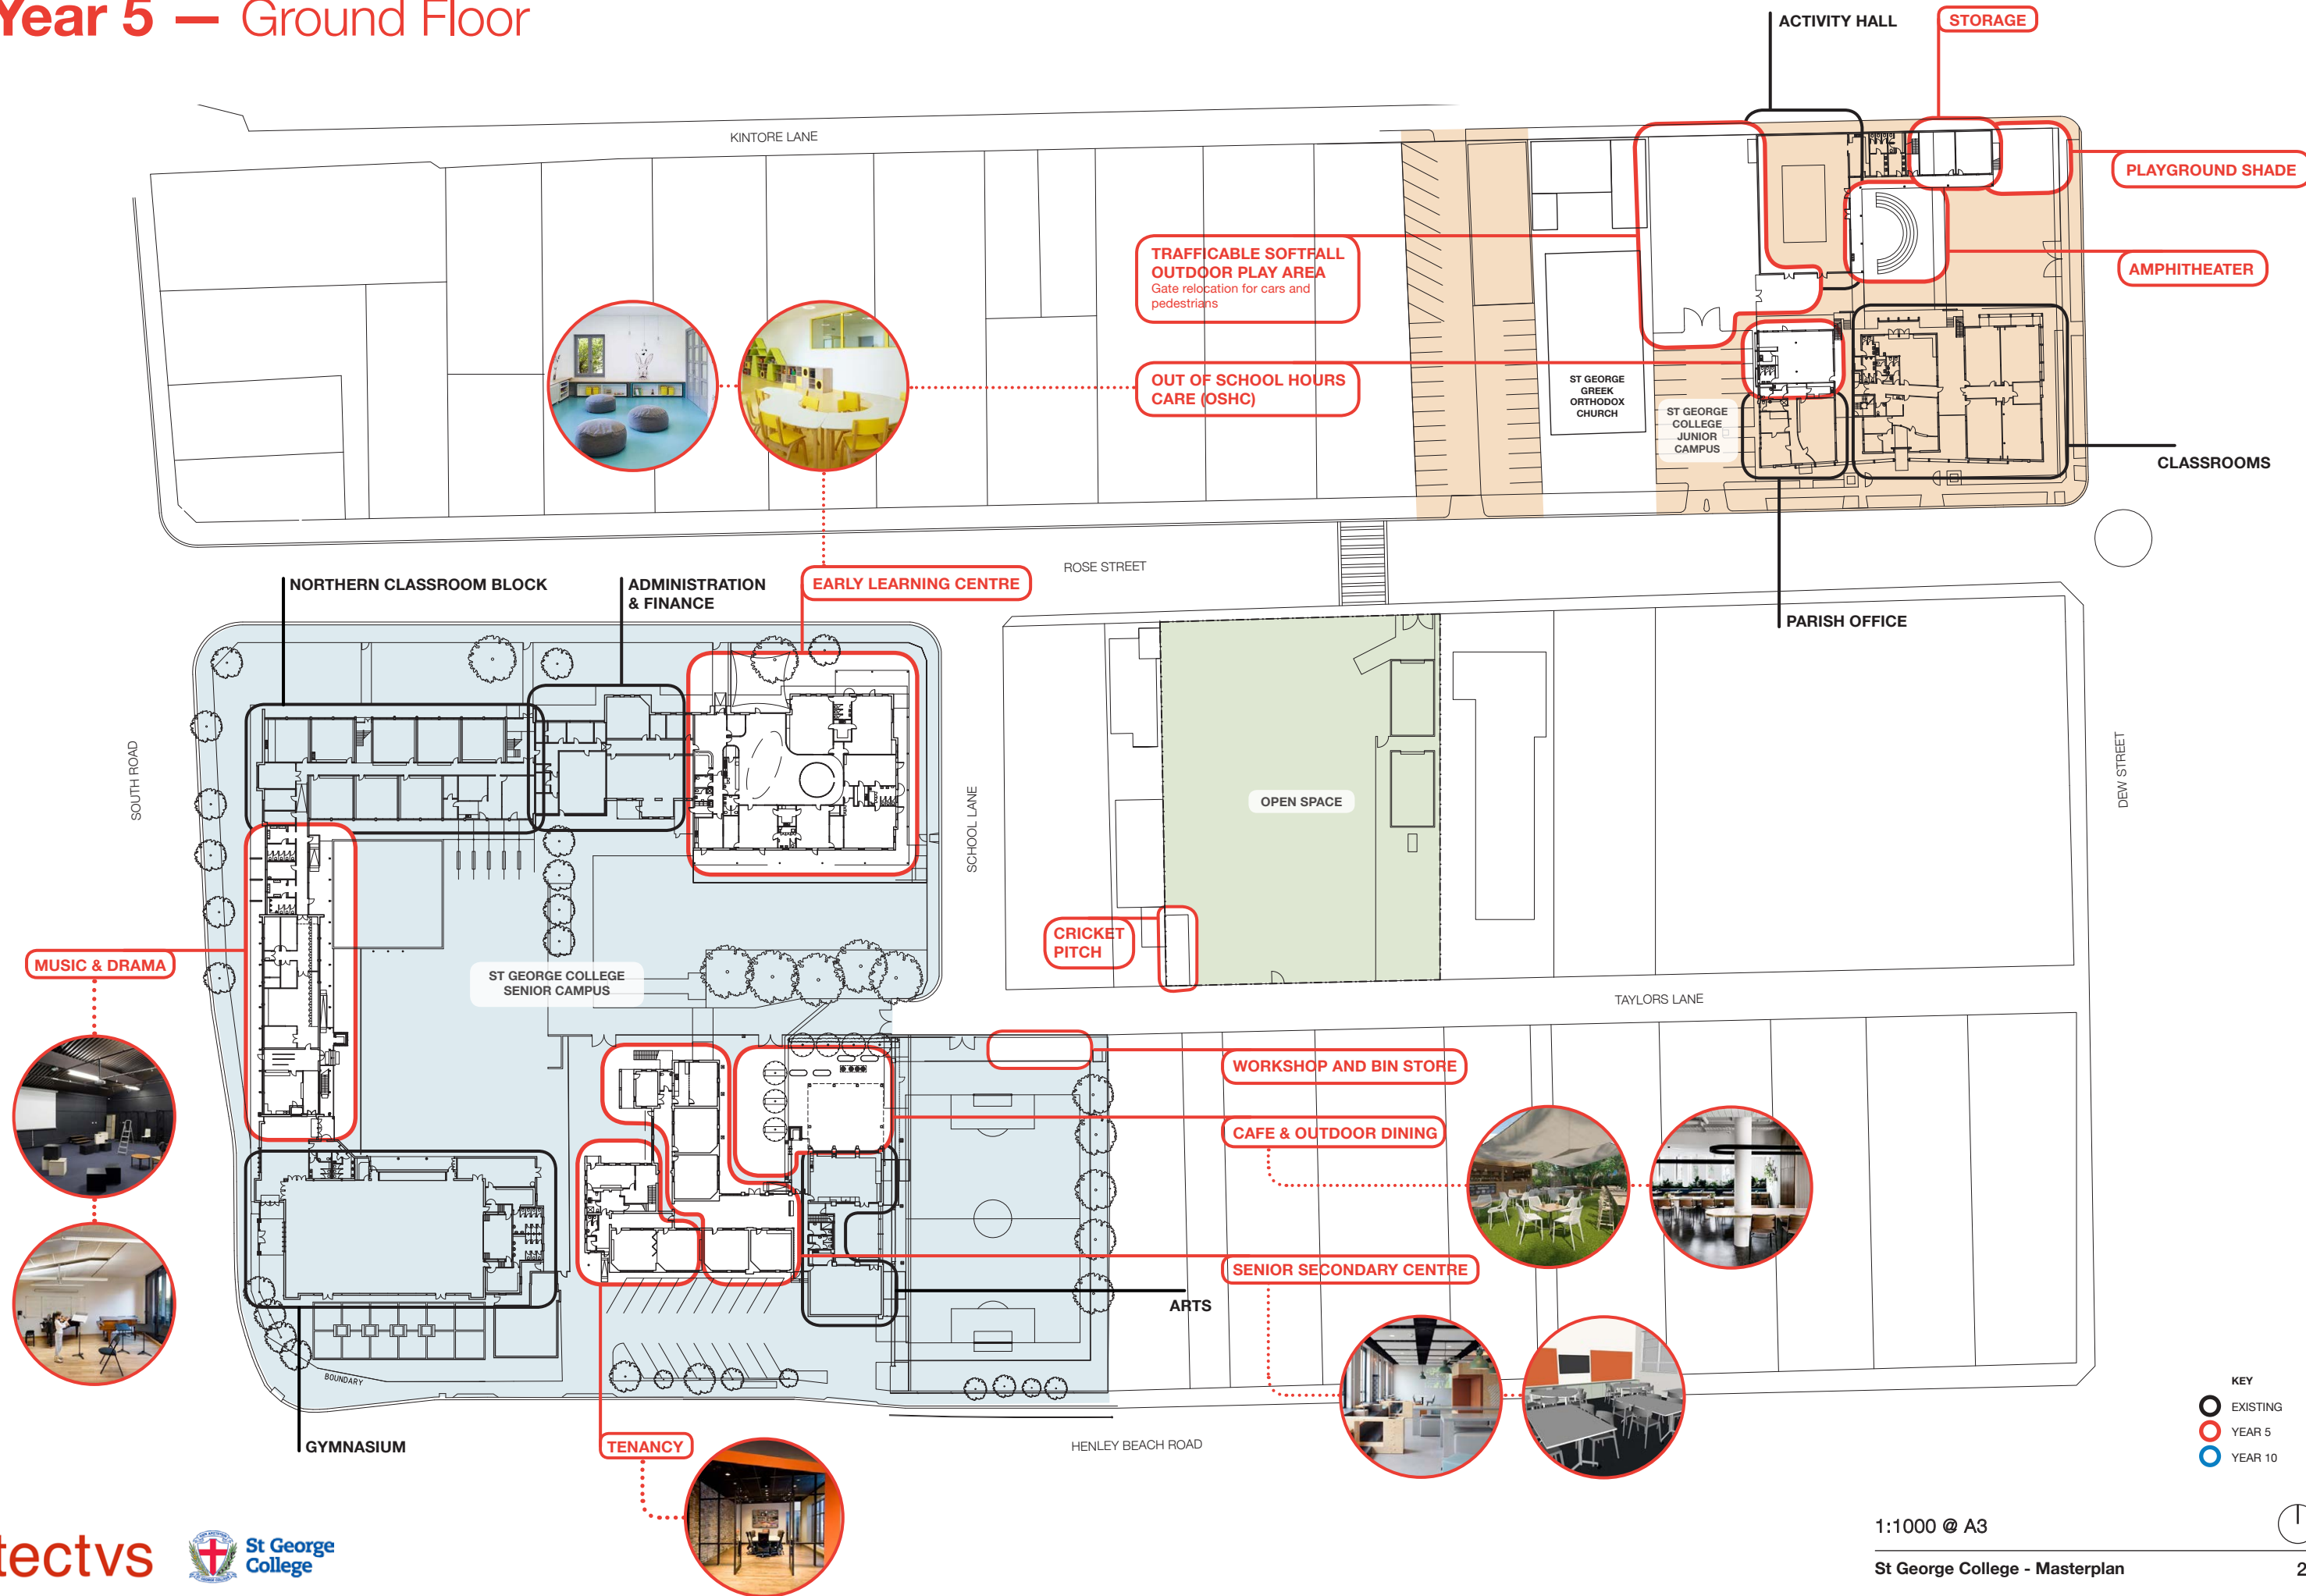 Year 5 — Ground Floor
ACTIVITY HALL
STORAGE
KINTORE LANE
PLAYGROUND SHADE
TRAFFICABLE SOFTFALL
OUTDOOR PLAY AREA
Gate relocation for cars and
pedestrians
AMPHITHEATER
OUT OF SCHOOL HOURS
CARE (OSHC)
ST GEORGE
GREEK
ORTHODOX
CHURCH
ST GEORGE
COLLEGE
JUNIOR
CAMPUS
CLASSROOMS
ROSE STREET
NORTHERN CLASSROOM BLOCK
ADMINISTRATION
& FINANCE
EARLY LEARNING CENTRE
PARISH OFFICE
SOUTH ROAD
SCHOOL LANE
OPEN SPACE
DEW STREET
CRICKET
PITCH
MUSIC & DRAMA
ST GEORGE COLLEGE
SENIOR CAMPUS
TAYLORS LANE
WORKSHOP AND BIN STORE
CAFE & OUTDOOR DINING
SENIOR SECONDARY CENTRE
ARTS
BOUNDARY
GYMNASIUM
TENANCY
HENLEY BEACH ROAD
KEY
EXISTING
YEAR 5
YEAR 10
tectvs
St George
College
1:1000 @ A3
St George College - Masterplan
2